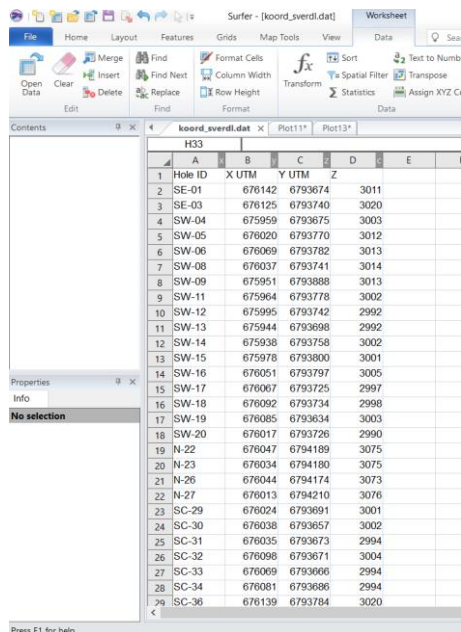 Surfer - [koord_sverdl.dat] Worksheet
File Home Layout Features Grids Map Tools View Data
Open Data Clear Merge Insert Delete
Edit
Find Find Next Replace
Find
Format Cells Column Width Row Height
Format
Transform Sort Spatial Filter Statistics
Text to Numb Transpose Assign XYZ C
Data
Contents
koord_sverdl.dat Plot11* Plot13*
H33
A x B y C z D c E
1 Hole ID X UTM Y UTM Z
2 SE-01 676142 6793674 3011
3 SE-03 676125 6793740 3020
4 SW-04 675959 6793675 3003
5 SW-05 676020 6793770 3012
6 SW-06 676069 6793782 3013
7 SW-08 676037 6793741 3014
8 SW-09 675951 6793888 3013
9 SW-11 675964 6793778 3002
10 SW-12 675995 6793742 2992
11 SW-13 675944 6793698 2992
12 SW-14 675938 6793758 3002
13 SW-15 675978 6793800 3001
14 SW-16 676051 6793797 3005
15 SW-17 676067 6793725 2997
16 SW-18 676092 6793734 2998
17 SW-19 676085 6793634 3003
18 SW-20 676017 6793726 2990
19 N-22 676047 6794189 3075
20 N-23 676034 6794180 3075
21 N-26 676044 6794174 3073
22 N-27 676013 6794210 3076
23 SC-29 676024 6793691 3001
24 SC-30 676038 6793657 3002
25 SC-31 676035 6793673 2994
26 SC-32 676098 6793671 3004
27 SC-33 676069 6793666 2994
28 SC-34 676081 6793686 2994
29 SC-36 676139 6793784 3020
Properties
Info
No selection
Press F1 for help